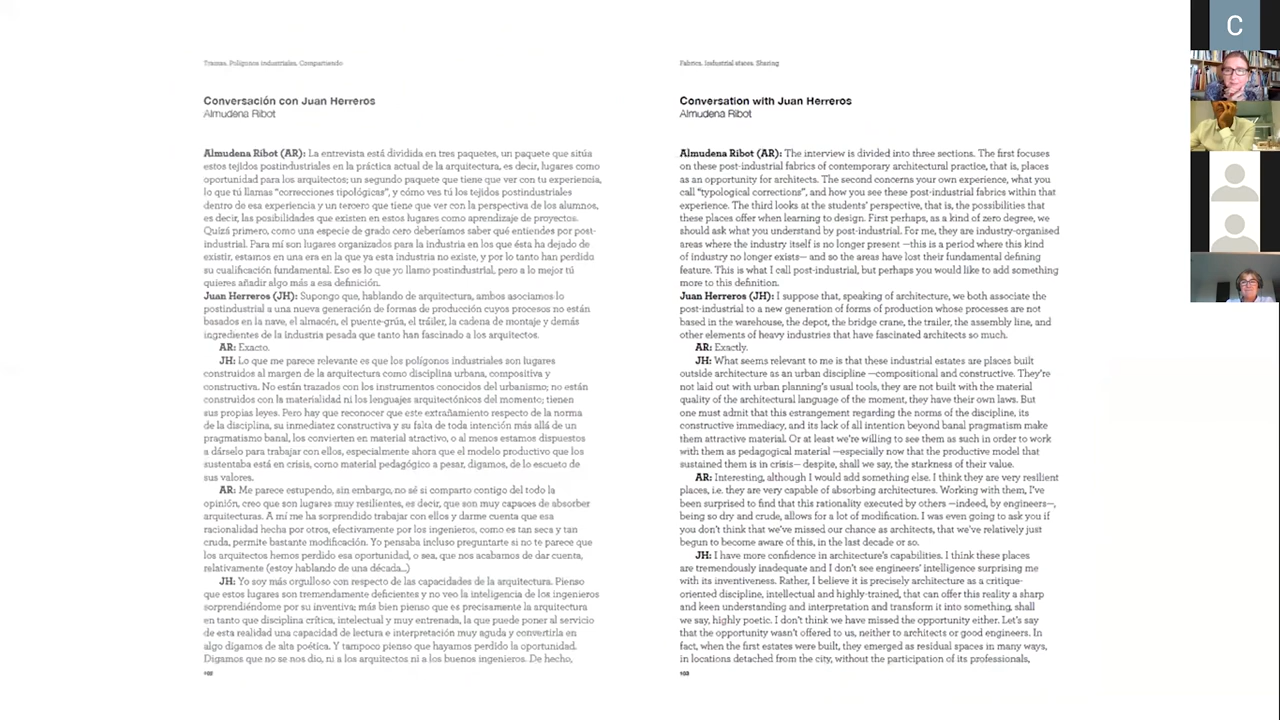 Tramas. Polígonos industriales. Compartiendo
Conversación con Juan Herreros
Almudena Ribot
Almudena Ribot (AR): La entrevista está dividida en tres paquetes, un paquete que sitúa
estos tejidos postindustriales en la práctica actual de la arquitectura, es decir, lugares como
oportunidad para los arquitectos; un segundo paquete que tiene que ver con tu experiencia,
lo que tú llamas “correcciones tipológicas”, y cómo ves tú los tejidos postindustriales
dentro de esa experiencia y un tercero que tiene que ver con la perspectiva de los alumnos,
es decir, las posibilidades que existen en estos lugares como aprendizaje de proyectos.
Quizá primero, como una especie de grado cero deberíamos saber qué entiendes por post-
industrial. Para mí son lugares organizados para la industria en los que ésta ha dejado de
existir, estamos en una era en la que ya esta industria no existe, y por lo tanto han perdido
su cualificación fundamental. Eso es lo que yo llamo postindustrial, pero a lo mejor tú
quieres añadir algo más a esa definición.
Juan Herreros (JH): Supongo que, hablando de arquitectura, ambos asociamos lo
postindustrial a una nueva generación de formas de producción cuyos procesos no están
basados en la nave, el almacén, el puente-grúa, el tráiler, la cadena de montaje y demás
ingredientes de la industria pesada que tanto han fascinado a los arquitectos.
AR: Exacto.
JH: Lo que me parece relevante es que los polígonos industriales son lugares
construidos al margen de la arquitectura como disciplina urbana, compositiva y
constructiva. No están trazados con los instrumentos conocidos del urbanismo; no están
construidos con la materialidad ni los lenguajes arquitectónicos del momento; tienen
sus propias leyes. Pero hay que reconocer que este extrañamiento respecto de la norma
de la disciplina, su inmediatez constructiva y su falta de toda intención más allá de un
pragmatismo banal, los convierten en material atractivo, o al menos estamos dispuestos
a dárselo para trabajar con ellos, especialmente ahora que el modelo productivo que los
sustentaba está en crisis, como material pedagógico a pesar, digamos, de lo escueto de
sus valores.
AR: Me parece estupendo, sin embargo, no sé si comparto contigo del todo la
opinión, creo que son lugares muy resilientes, es decir, que son muy capaces de absorber
arquitecturas. A mí me ha sorprendido trabajar con ellos y darme cuenta que esa
racionalidad hecha por otros, efectivamente por los ingenieros, como es tan seca y tan
cruda, permite bastante modificación. Yo pensaba incluso preguntarte si no te parece que
los arquitectos hemos perdido esa oportunidad, o sea, que nos acabamos de dar cuenta,
relativamente (estoy hablando de una década...)
JH: Yo soy más orgulloso con respecto de las capacidades de la arquitectura. Pienso
que estos lugares son tremendamente deficientes y no veo la inteligencia de los ingenieros
sorprendiéndome por su inventiva; más bien pienso que es precisamente la arquitectura
en tanto que disciplina crítica, intelectual y muy entrenada, la que puede poner al servicio
de esta realidad una capacidad de lectura e interpretación muy aguda y convertirla en
algo digamos de alta poética. Y tampoco pienso que hayamos perdido la oportunidad.
Digamos que no se nos dio, ni a los arquitectos ni a los buenos ingenieros. De hecho,
102
Fabrics. Industrial states. Sharing
Conversation with Juan Herreros
Almudena Ribot
Almudena Ribot (AR): The interview is divided into three sections. The first focuses
on these post-industrial fabrics of contemporary architectural practice, that is, places
as an opportunity for architects. The second concerns your own experience, what you
call “typological corrections”, and how you see these post-industrial fabrics within that
experience. The third looks at the students’ perspective, that is, the possibilities that
these places offer when learning to design. First perhaps, as a kind of zero degree, we
should ask what you understand by post-industrial. For me, they are industry-organised
areas where the industry itself is no longer present —this is a period where this kind
of industry no longer exists— and so the areas have lost their fundamental defining
feature. This is what I call post-industrial, but perhaps you would like to add something
more to this definition.
Juan Herreros (JH): I suppose that, speaking of architecture, we both associate the
post-industrial to a new generation of forms of production whose processes are not
based in the warehouse, the depot, the bridge crane, the trailer, the assembly line, and
other elements of heavy industries that have fascinated architects so much.
AR: Exactly.
JH: What seems relevant to me is that these industrial estates are places built
outside architecture as an urban discipline —compositional and constructive. They’re
not laid out with urban planning’s usual tools, they are not built with the material
quality of the architectural language of the moment, they have their own laws. But
one must admit that this estrangement regarding the norms of the discipline, its
constructive immediacy, and its lack of all intention beyond banal pragmatism make
them attractive material. Or at least we’re willing to see them as such in order to work
with them as pedagogical material —especially now that the productive model that
sustained them is in crisis— despite, shall we say, the starkness of their value.
AR: Interesting, although I would add something else. I think they are very resilient
places, i.e. they are very capable of absorbing architectures. Working with them, I’ve
been surprised to find that this rationality executed by others —indeed, by engineers—,
being so dry and crude, allows for a lot of modification. I was even going to ask you if
you don’t think that we’ve missed our chance as architects, that we’ve relatively just
begun to become aware of this, in the last decade or so.
JH: I have more confidence in architecture’s capabilities. I think these places
are tremendously inadequate and I don’t see engineers’ intelligence surprising me
with its inventiveness. Rather, I believe it is precisely architecture as a critique-
oriented discipline, intellectual and highly-trained, that can offer this reality a sharp
and keen understanding and interpretation and transform it into something, shall
we say, highly poetic. I don’t think we have missed the opportunity either. Let’s say
that the opportunity wasn’t offered to us, neither to architects or good engineers. In
fact, when the first estates were built, they emerged as residual spaces in many ways,
in locations detached from the city, without the participation of its professionals,
103
C